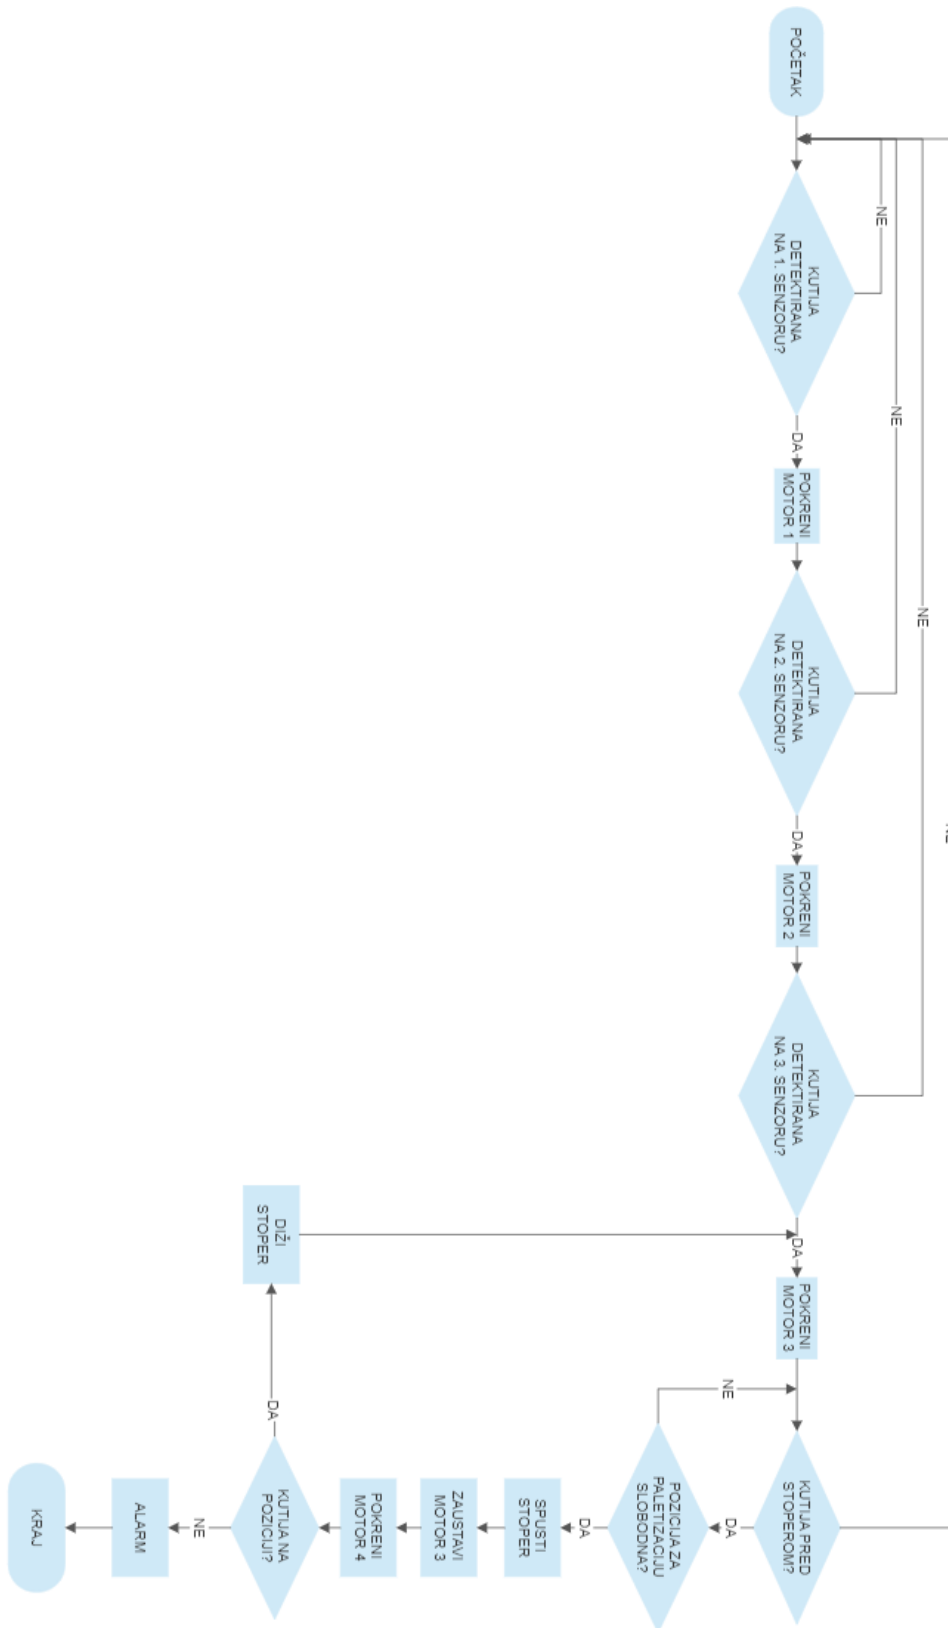 POČETAK
KUTIJA
DETEKTIRANA
NA 1. SENZORU?
NE
DA
POKRENI
MOTOR 1
KUTIJA
DETEKTIRANA
NA 2. SENZORU?
NE
DA
POKRENI
MOTOR 2
KUTIJA
DETEKTIRANA
NA 3. SENZORU?
NE
DA
POKRENI
MOTOR 3
KUTIJA PRED
STOPEROM?
DA
POZICIJA ZA
PALETIZACIJU
SLOBODNA?
NE
DA
SPUSTI
STOPER
ZAUSTAVI
MOTOR 3
POKRENI
MOTOR 4
KUTIJA NA
POZICIJI?
DA
DIŽI
STOPER
NE
ALARM
KRAJ